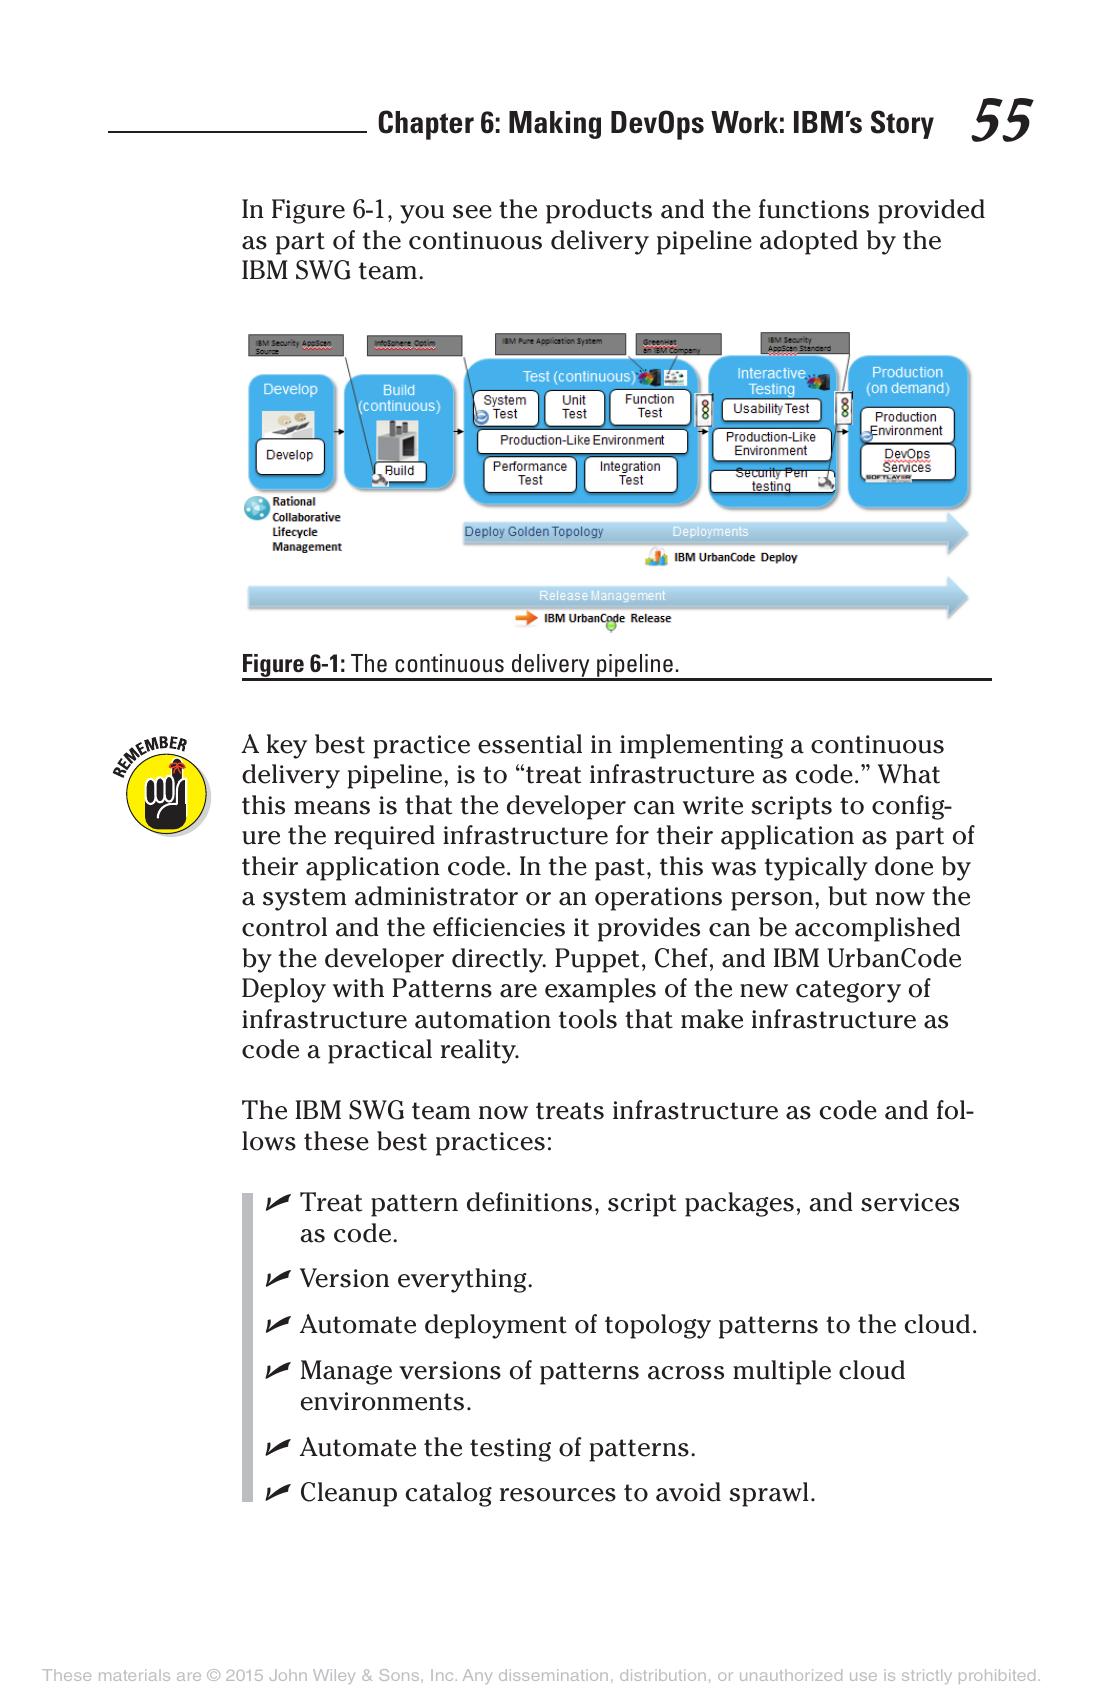 Chapter 6: Making DevOps Work: IBM's Story 55
In Figure 6-1, you see the products and the functions provided
as part of the continuous delivery pipeline adopted by the
IBM SWG team.
IBM Security AppScan
Source
InfoSphere Optim
IBM Pure Application System
GreenHat
an IBM Company
IBM Security
AppScan Standard
Develop
Develop
Build
(continuous)
Build
Test (continuous)
System
Test
Unit
Test
Function
Test
Production-Like Environment
Performance
Test
Integration
Test
Interactive
Testing
Usability Test
Production-Like
Environment
Security Pen
testing
Production
(on demand)
Production
Environment
DevOps
Services
SOFTLAYER
Rational
Collaborative
Lifecycle
Management
Deploy Golden Topology
Deployments
IBM UrbanCode Deploy
Release Management
IBM UrbanCode Release
Figure 6-1: The continuous delivery pipeline.
REMEMBER
A key best practice essential in implementing a continuous
delivery pipeline, is to “treat infrastructure as code.” What
this means is that the developer can write scripts to config-
ure the required infrastructure for their application as part of
their application code. In the past, this was typically done by
a system administrator or an operations person, but now the
control and the efficiencies it provides can be accomplished
by the developer directly. Puppet, Chef, and IBM UrbanCode
Deploy with Patterns are examples of the new category of
infrastructure automation tools that make infrastructure as
code a practical reality.
The IBM SWG team now treats infrastructure as code and fol-
lows these best practices:
✓ Treat pattern definitions, script packages, and services
as code.
✓ Version everything.
✓ Automate deployment of topology patterns to the cloud.
✓ Manage versions of patterns across multiple cloud
environments.
✓ Automate the testing of patterns.
✓ Cleanup catalog resources to avoid sprawl.
These materials are © 2015 John Wiley & Sons, Inc. Any dissemination, distribution, or unauthorized use is strictly prohibited.